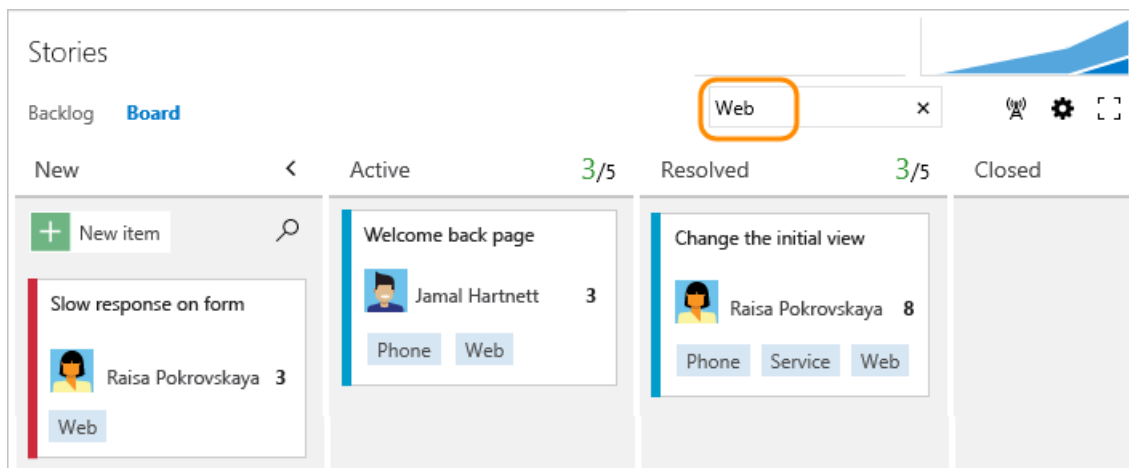 Stories
Backlog Board Web
New Active 3/5 Resolved 3/5 Closed
New item
Slow response on form
Raisa Pokrovskaya 3
Web
Welcome back page
Jamal Hartnett 3
Phone Web
Change the initial view
Raisa Pokrovskaya 8
Phone Service Web